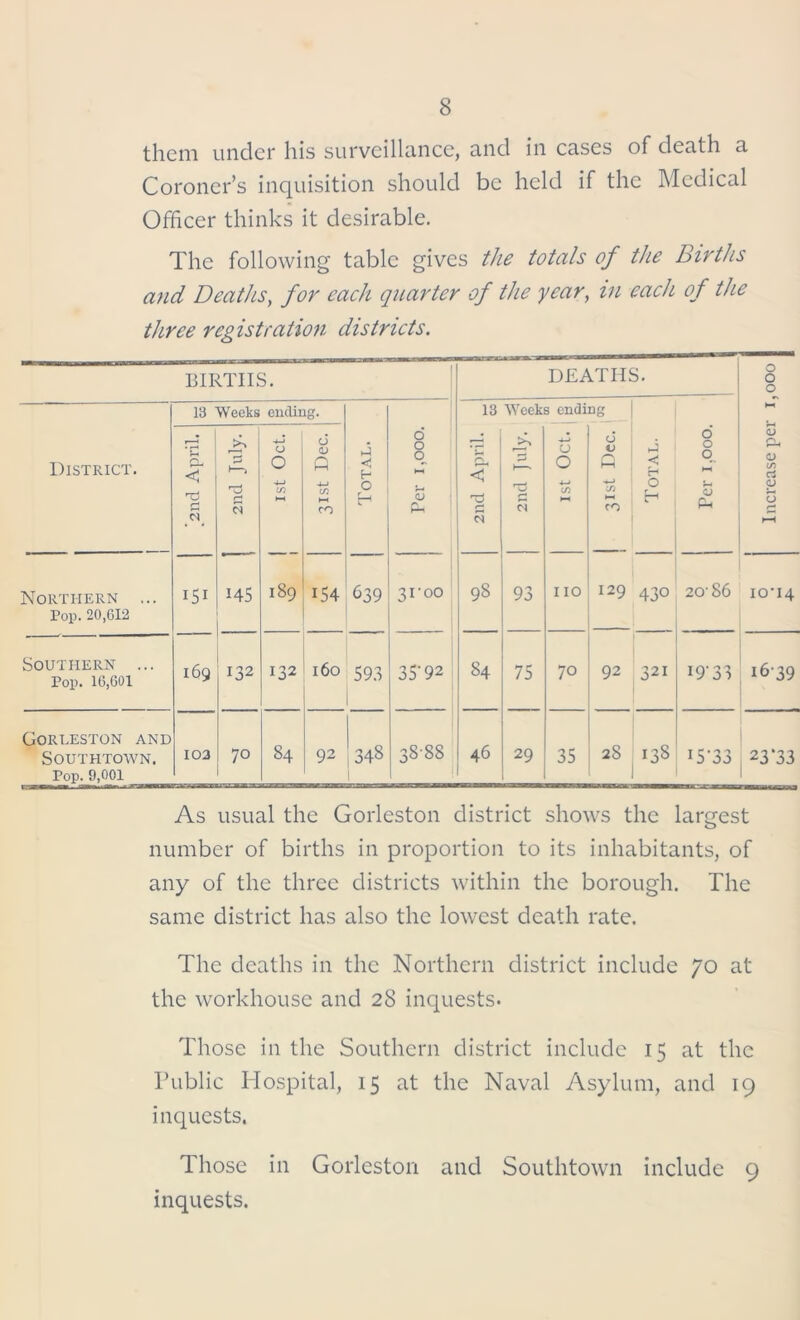 8
them under his surveillance, and in cases of death a
Coroner's inquisition should be held if the Medical
Officer thinks it desirable.
The following table gives the totals of the Births
and Deaths, for each quarter of the year, in each of the
three registration districts.
BIRTHS. DEATHS. Increase per 1,000
DISTRICT. 13 Weeks ending. TOTAL. Per 1,000. 13 Weeks ending TOTAL. Per 1,000.
2nd April. 2nd July. 1st Oct. 31st Dec. 2nd April. 2nd July. 1st Oct. 31st Dec.
NORTHERN ... 151 145 189 154 639 31·00 98 93 110 129 430 20·86 10·14
Pop. 20,612
SOUTHERN ... 169 132 132 160 593 35·92 84 75 70 92 321 19·33 16·39
Pop. 16,601
GORLESTON AND
SOUTHTOWN. 102 70 84 92 348 38·88 46 29 35 28 138 15·33 23·33
Pop. 9,001
As usual the Gorleston district shows the largest
number of births in proportion to its inhabitants, of
any of the three districts within the borough. The
same district has also the lowest death rate.
The deaths in the Northern district include 70 at
the workhouse and 28 inquests.
Those in the Southern district include 15 at the
Public Hospital, 15 at the Naval Asylum, and 19
inquests.
Those in Gorleston and Southtown include 9
inquests.